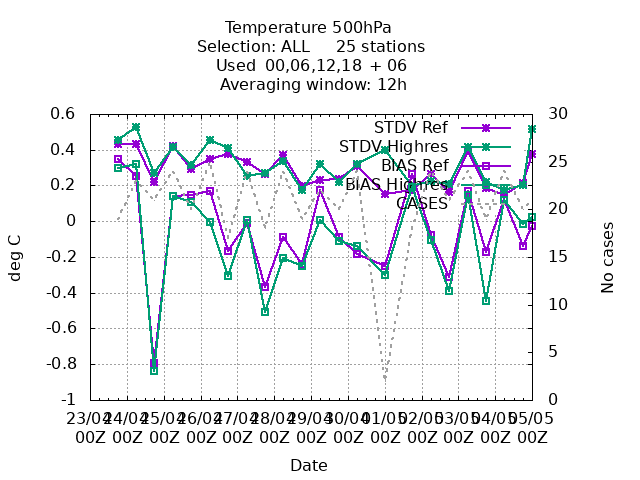 Temperature 500hPa
Selection: ALL 25 stations
Used 00,06,12,18 + 06
Averaging window: 12h
0.6
0.4
0.2
0
-0.2
-0.4
-0.6
-0.8
-1
30
25
20
15
10
5
0
STDV Ref
STDV Highres
BIAS Ref
BIAS Highres
CASES
deg C
No cases
23/04 24/04 25/04 26/04 27/04 28/04 29/04 30/04 01/05 02/05 03/05 04/05 05/05
00Z 00Z 00Z 00Z 00Z 00Z 00Z 00Z 00Z 00Z 00Z 00Z 00Z
Date